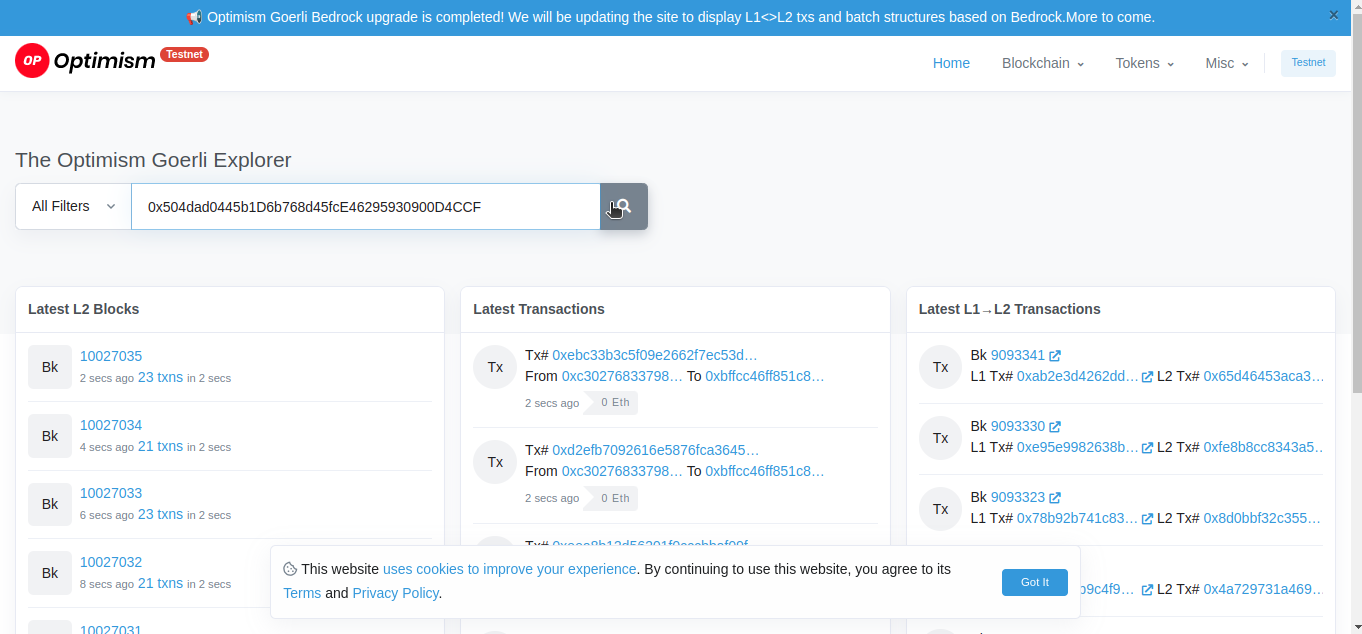 📢 Optimism Goerli Bedrock upgrade is completed! We will be updating the site to display L1<>L2 txs and batch structures based on Bedrock.More to come.
OP Optimism Testnet
Home Blockchain Tokens Misc Testnet
The Optimism Goerli Explorer
All Filters 0x504dad0445b1D6b768d45fcE46295930900D4CCF
Latest L2 Blocks
Bk 10027035
2 secs ago 23 txns in 2 secs
Bk 10027034
4 secs ago 21 txns in 2 secs
Bk 10027033
6 secs ago 23 txns in 2 secs
Bk 10027032
8 secs ago 21 txns in 2 secs
10027031
Latest Transactions
Tx Tx# 0xebc33b3c5f09e2662f7ec53d…
From 0xc30276833798… To 0xbffcc46ff851c8…
2 secs ago 0 Eth
Tx Tx# 0xd2efb7092616e5876fca3645…
From 0xc30276833798… To 0xbffcc46ff851c8…
2 secs ago 0 Eth
Latest L1→L2 Transactions
Tx Bk 9093341
L1 Tx# 0xab2e3d4262dd… L2 Tx# 0x65d46453aca3…
Tx Bk 9093330
L1 Tx# 0xe95e9982638b… L2 Tx# 0xfe8b8cc8343a5…
Tx Bk 9093323
L1 Tx# 0x78b92b741c83… L2 Tx# 0x8d0bbf32c355…
b9c4f9… L2 Tx# 0x4a729731a469…
This website uses cookies to improve your experience. By continuing to use this website, you agree to its
Terms and Privacy Policy.
Got It